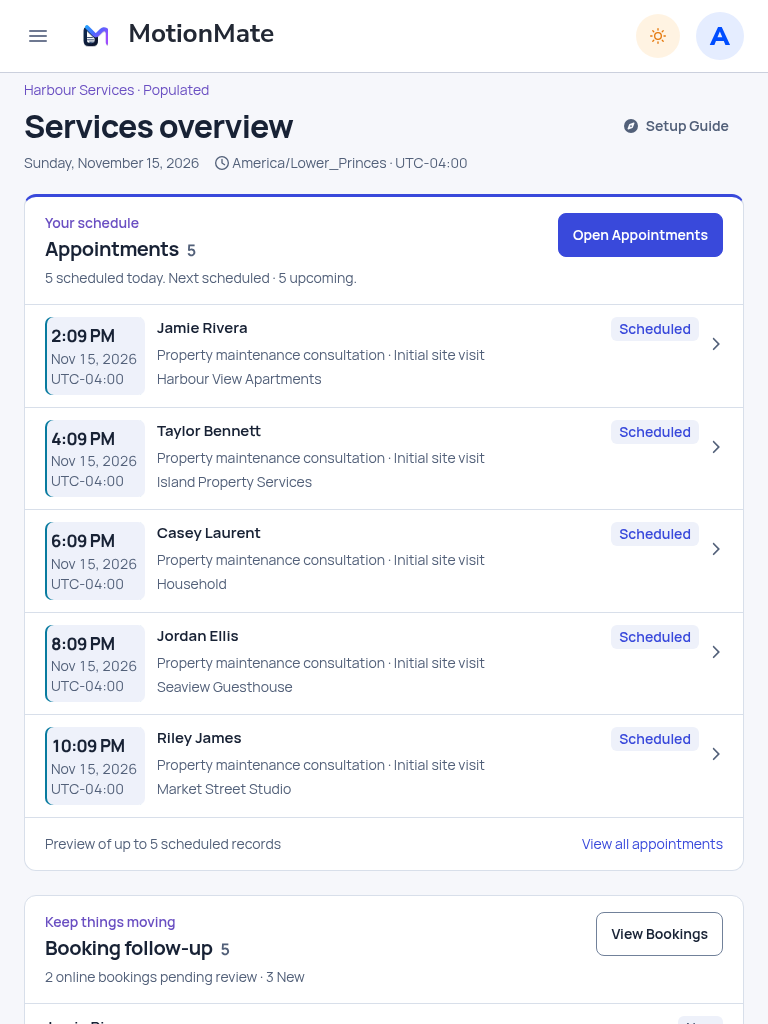 MotionMate
A
Harbour Services · Populated
Services overview
Setup Guide
Sunday, November 15, 2026
America/Lower_Princes · UTC-04:00
Your schedule
Appointments 5
Open Appointments
5 scheduled today. Next scheduled · 5 upcoming.
2:09 PM
Nov 15, 2026
UTC-04:00
Jamie Rivera
Property maintenance consultation · Initial site visit
Harbour View Apartments
Scheduled
4:09 PM
Nov 15, 2026
UTC-04:00
Taylor Bennett
Property maintenance consultation · Initial site visit
Island Property Services
Scheduled
6:09 PM
Nov 15, 2026
UTC-04:00
Casey Laurent
Property maintenance consultation · Initial site visit
Household
Scheduled
8:09 PM
Nov 15, 2026
UTC-04:00
Jordan Ellis
Property maintenance consultation · Initial site visit
Seaview Guesthouse
Scheduled
10:09 PM
Nov 15, 2026
UTC-04:00
Riley James
Property maintenance consultation · Initial site visit
Market Street Studio
Scheduled
Preview of up to 5 scheduled records
View all appointments
Keep things moving
Booking follow-up 5
View Bookings
2 online bookings pending review · 3 New